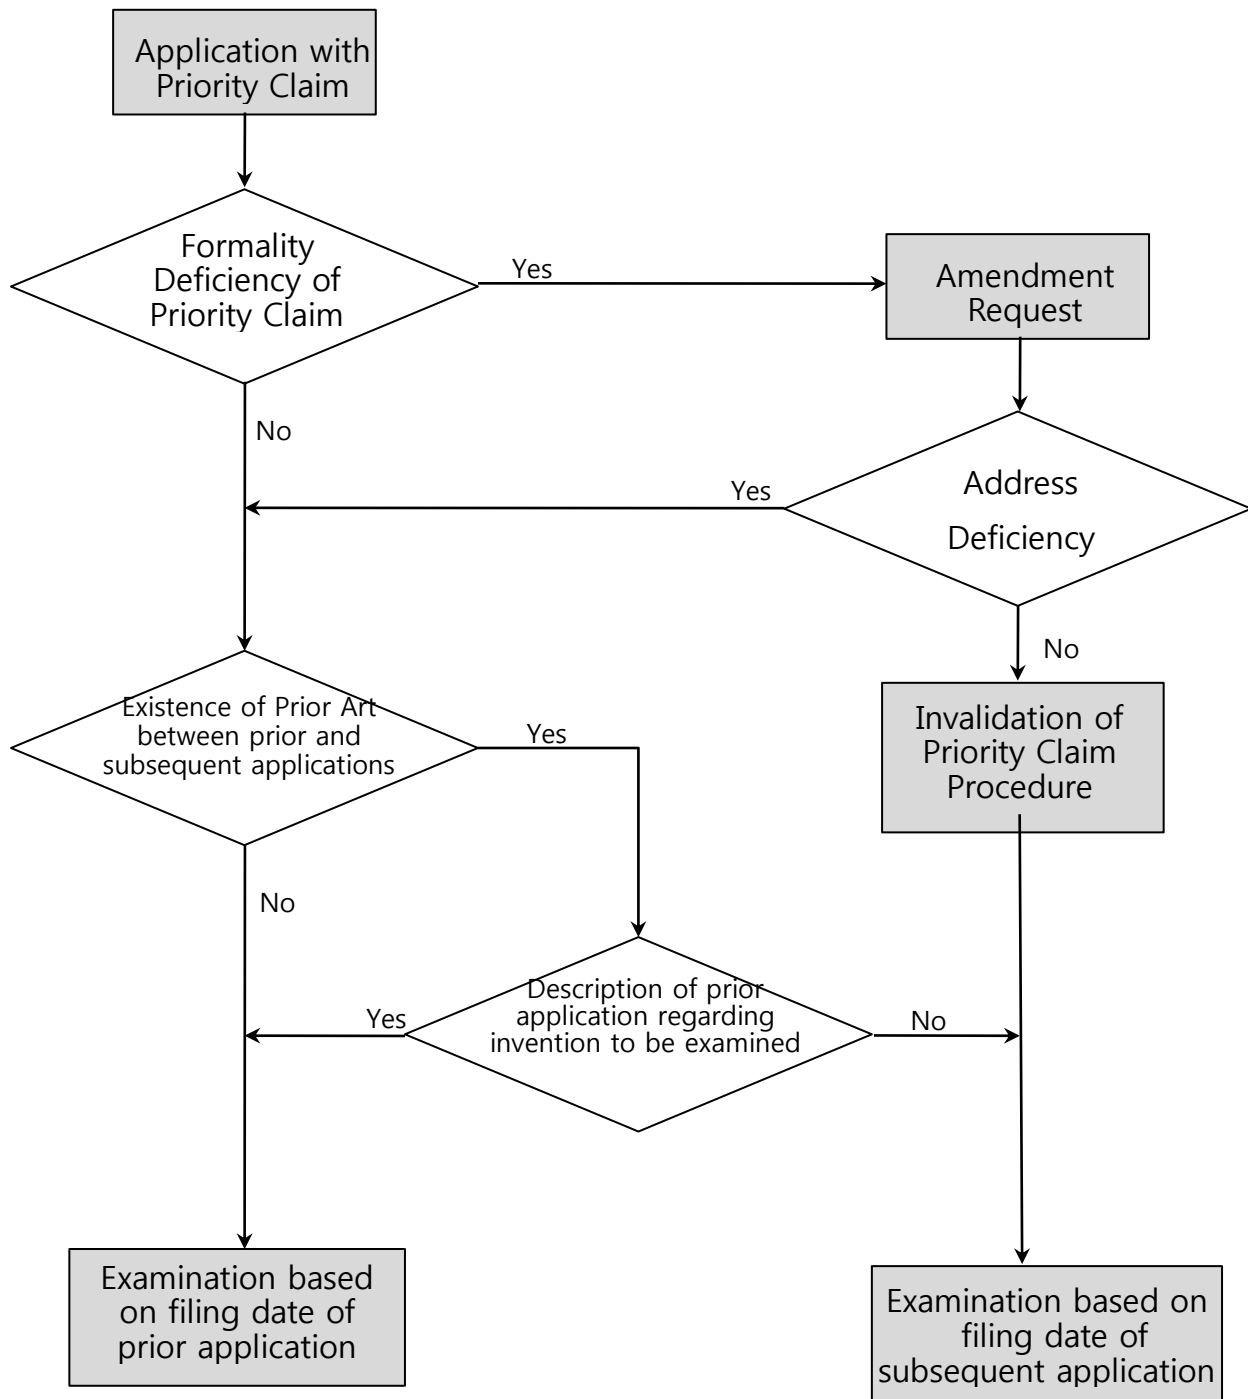 Application with
Priority Claim
Formality
Deficiency of
Priority Claim
Yes
Amendment
Request
No
Yes
Address
Deficiency
No
Existence of Prior Art
between prior and
subsequent applications
Yes
Invalidation of
Priority Claim
Procedure
No
Description of prior
application regarding
invention to be examined
Yes
No
Examination based
on filing date of
prior application
Examination based on
filing date of
subsequent application